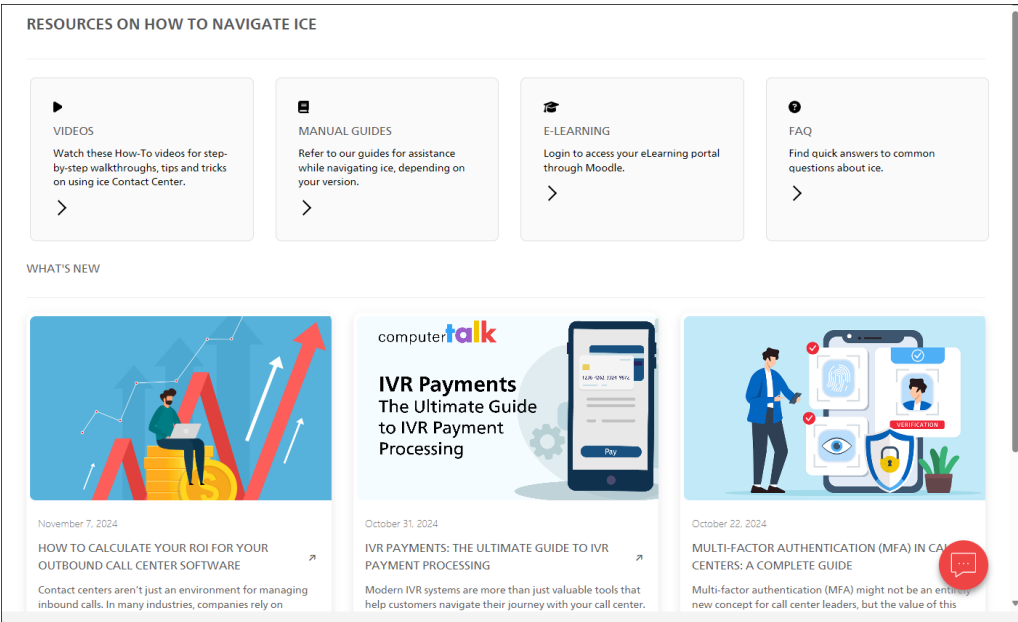 RESOURCES ON HOW TO NAVIGATE ICE
VIDEOS
Watch these How-To videos for step-
by-step walkthroughs, tips and tricks
on using ice Contact Center.
MANUAL GUIDES
Refer to our guides for assistance
while navigating ice, depending on
your version.
E-LEARNING
Login to access your eLearning portal
through Moodle.
FAQ
Find quick answers to common
questions about ice.
WHAT'S NEW
November 7, 2024
HOW TO CALCULATE YOUR ROI FOR YOUR
OUTBOUND CALL CENTER SOFTWARE
Contact centers aren't just an environment for managing
inbound calls. In many industries, companies rely on
computertalk
IVR Payments
The Ultimate Guide
to IVR Payment
Processing
Pay
October 31, 2024
IVR PAYMENTS: THE ULTIMATE GUIDE TO IVR
PAYMENT PROCESSING
Modern IVR systems are more than just valuable tools that
help customers navigate their journey with your call center.
VERIFICATION
October 22, 2024
MULTI-FACTOR AUTHENTICATION (MFA) IN
CENTERS: A COMPLETE GUIDE
Multi-factor authentication (MFA) might not be an
new concept for call center leaders, but the value of this